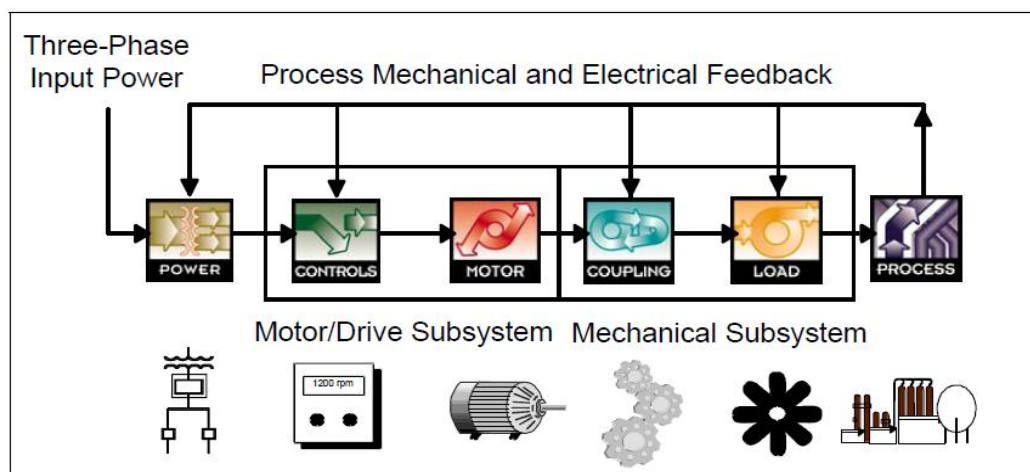 Three-Phase
Input Power
Process Mechanical and Electrical Feedback
POWER
CONTROLS
MOTOR
COUPLING
LOAD
PROCESS
Motor/Drive Subsystem
Mechanical Subsystem
1200 rpm